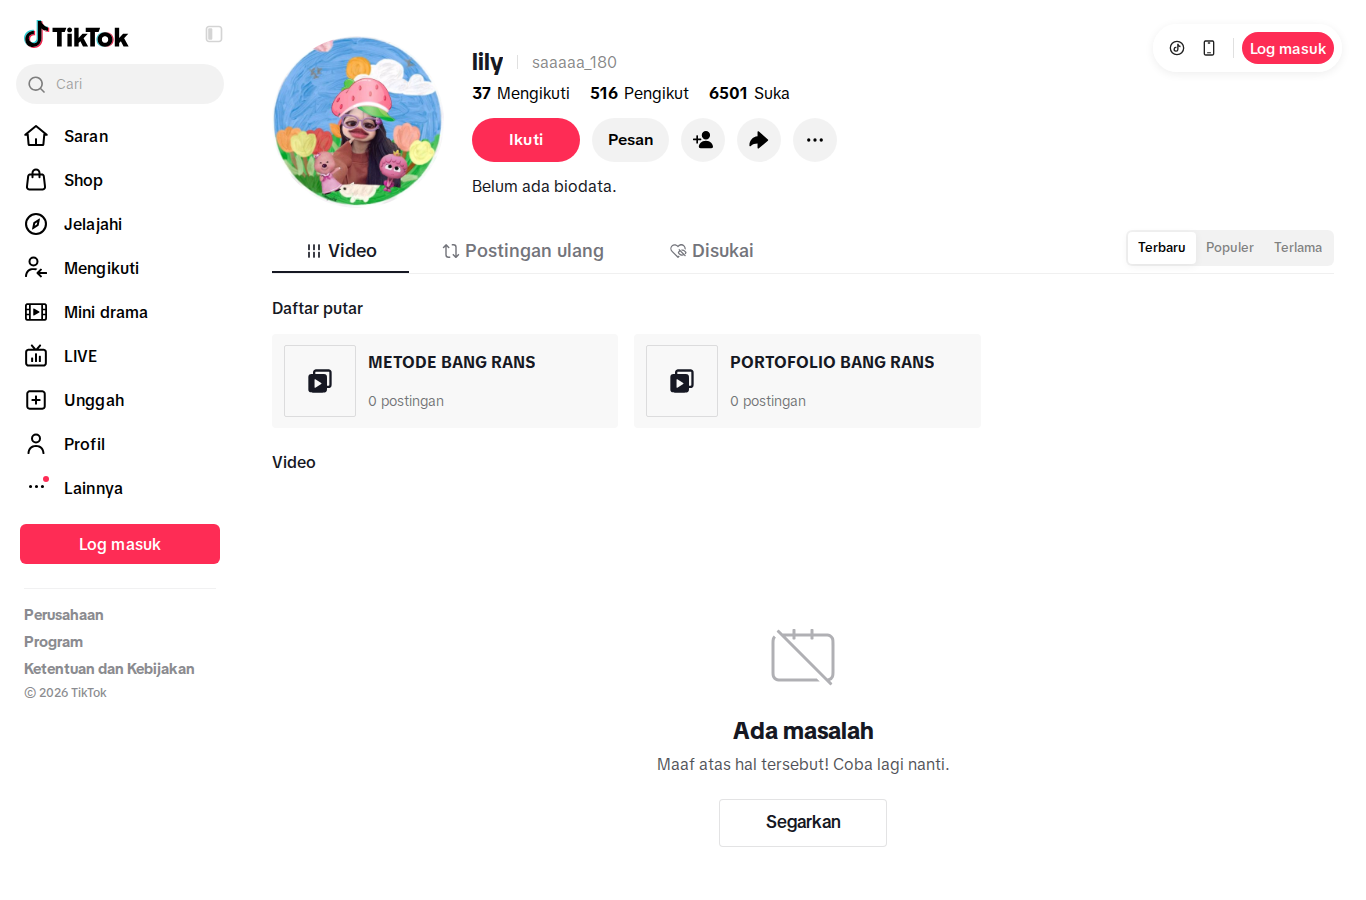 TikTok
Cari
Saran
Shop
Jelajahi
Mengikuti
Mini drama
LIVE
Unggah
Profil
Lainnya
Log masuk
Perusahaan
Program
Ketentuan dan Kebijakan
© 2026 TikTok
lily saaaaa_180
37 Mengikuti 516 Pengikut 6501 Suka
Ikuti Pesan
Belum ada biodata.
Log masuk
Video Postingan ulang Disukai
Terbaru Populer Terlama
Daftar putar
METODE BANG RANS
0 postingan
PORTOFOLIO BANG RANS
0 postingan
Video
Ada masalah
Maaf atas hal tersebut! Coba lagi nanti.
Segarkan